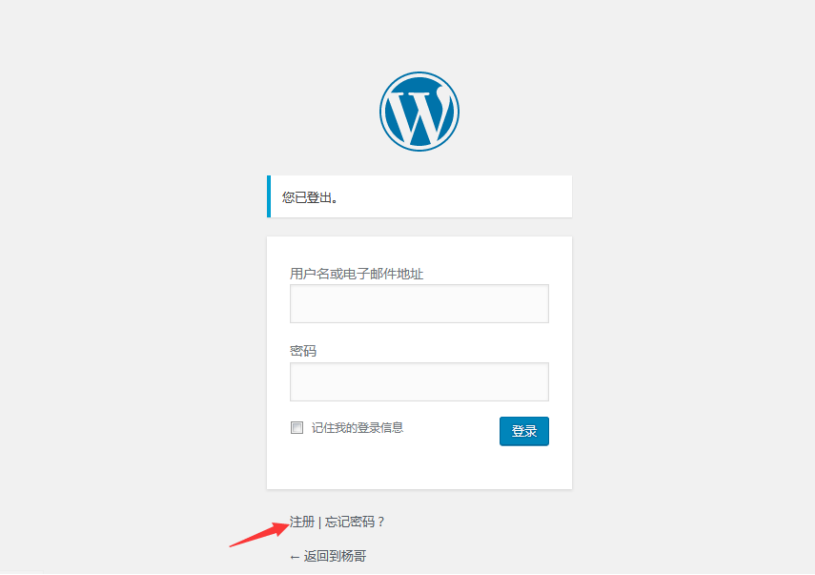 您已登出。
用户名或电子邮件地址
密码
记住我的登录信息
登录
注册 | 忘记密码？
← 返回到杨哥